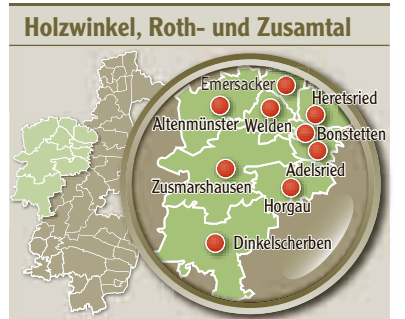 Holzwinkel, Roth- und Zusamtal
Emersacker
Heretsried
Altenmünster
Welden
Bonstetten
Adelsried
Zusmarshausen
Horgau
Dinkelscherben